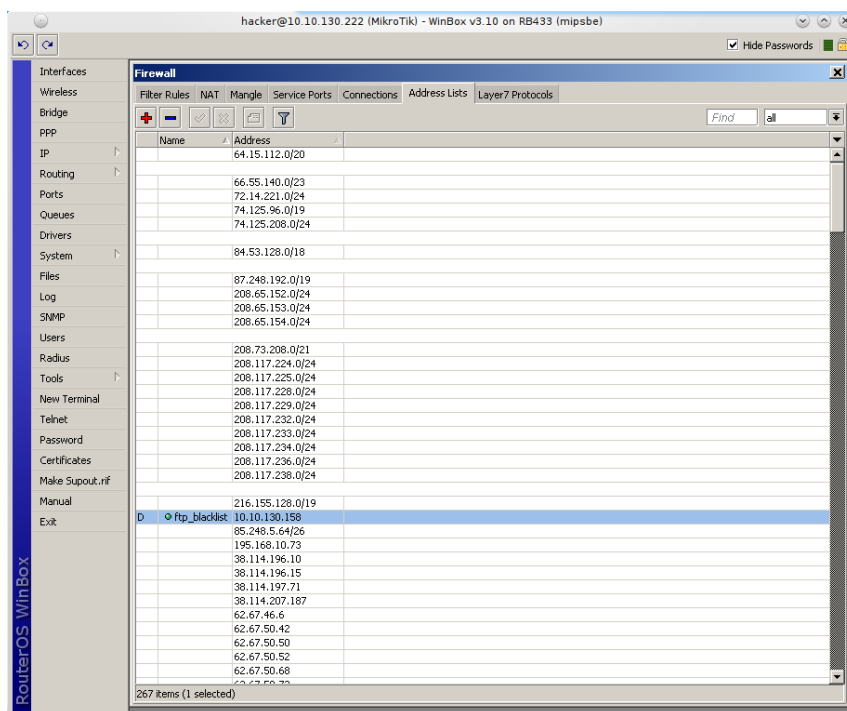 hacker@10.10.130.222 (MikroTik) - WinBox v3.10 on RB433 (mipsbe)
Hide Passwords
Interfaces
Wireless
Bridge
PPP
IP
Routing
Ports
Queues
Drivers
System
Files
Log
SNMP
Users
Radius
Tools
New Terminal
Telnet
Password
Certificates
Make Supout.rif
Manual
Exit
RouterOS WinBox
Firewall
Filter Rules NAT Mangle Service Ports Connections Address Lists Layer7 Protocols
Find all
Name Address
64.15.112.0/20
66.55.140.0/23
72.14.221.0/24
74.125.96.0/19
74.125.208.0/24
84.53.128.0/18
87.248.192.0/19
208.65.152.0/24
208.65.153.0/24
208.65.154.0/24
208.73.208.0/21
208.117.224.0/24
208.117.225.0/24
208.117.228.0/24
208.117.229.0/24
208.117.232.0/24
208.117.233.0/24
208.117.234.0/24
208.117.236.0/24
208.117.238.0/24
216.155.128.0/19
D ftp_blacklist 10.10.130.158
85.248.5.64/26
195.168.10.73
38.114.196.10
38.114.196.15
38.114.197.71
38.114.207.187
62.67.46.6
62.67.50.42
62.67.50.50
62.67.50.52
62.67.50.68
267 items (1 selected)